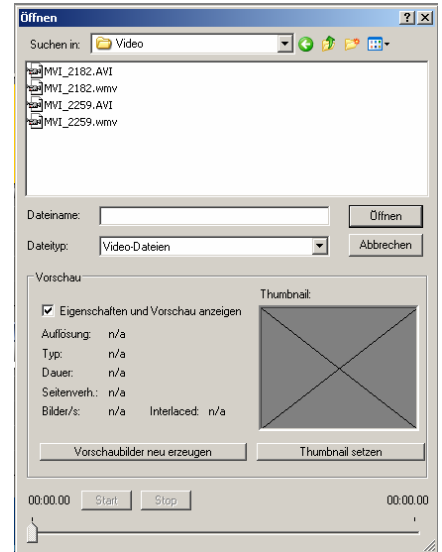 Öffnen
Suchen in: Video
MVI_2182.AVI
MVI_2182.wmv
MVI_2259.AVI
MVI_2259.wmv
Dateiname: Öffnen
Dateityp: Video-Dateien Abbrechen
Vorschau
Thumbnail:
Eigenschaften und Vorschau anzeigen
Auflösung: n/a
Typ: n/a
Dauer: n/a
Seitenverh.: n/a
Bilder/s: n/a Interlaced: n/a
Vorschaubilder neu erzeugen Thumbnail setzen
00:00.00 Start Stop 00:00.00